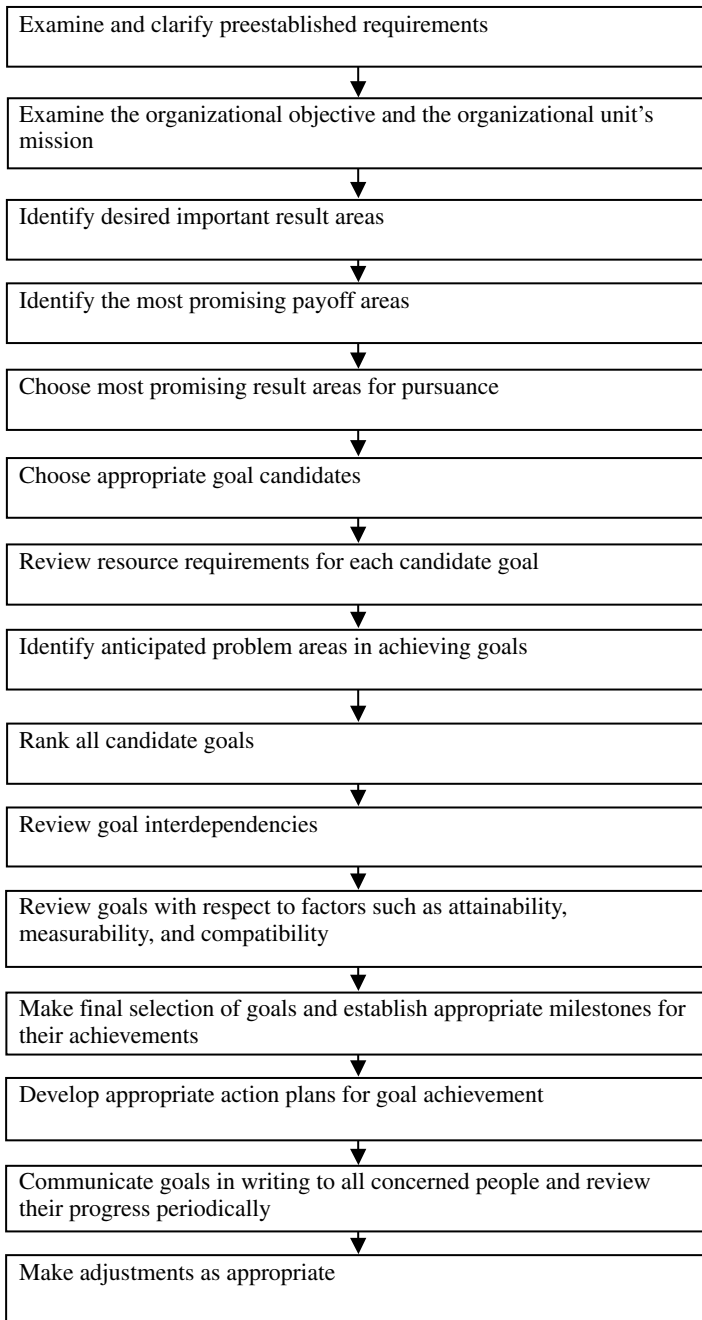 Examine and clarify preestablished requirements
Examine the organizational objective and the organizational unit's
mission
Identify desired important result areas
Identify the most promising payoff areas
Choose most promising result areas for pursuance
Choose appropriate goal candidates
Review resource requirements for each candidate goal
Identify anticipated problem areas in achieving goals
Rank all candidate goals
Review goal interdependencies
Review goals with respect to factors such as attainability,
measurability, and compatibility
Make final selection of goals and establish appropriate milestones for
their achievements
Develop appropriate action plans for goal achievement
Communicate goals in writing to all concerned people and review
their progress periodically
Make adjustments as appropriate